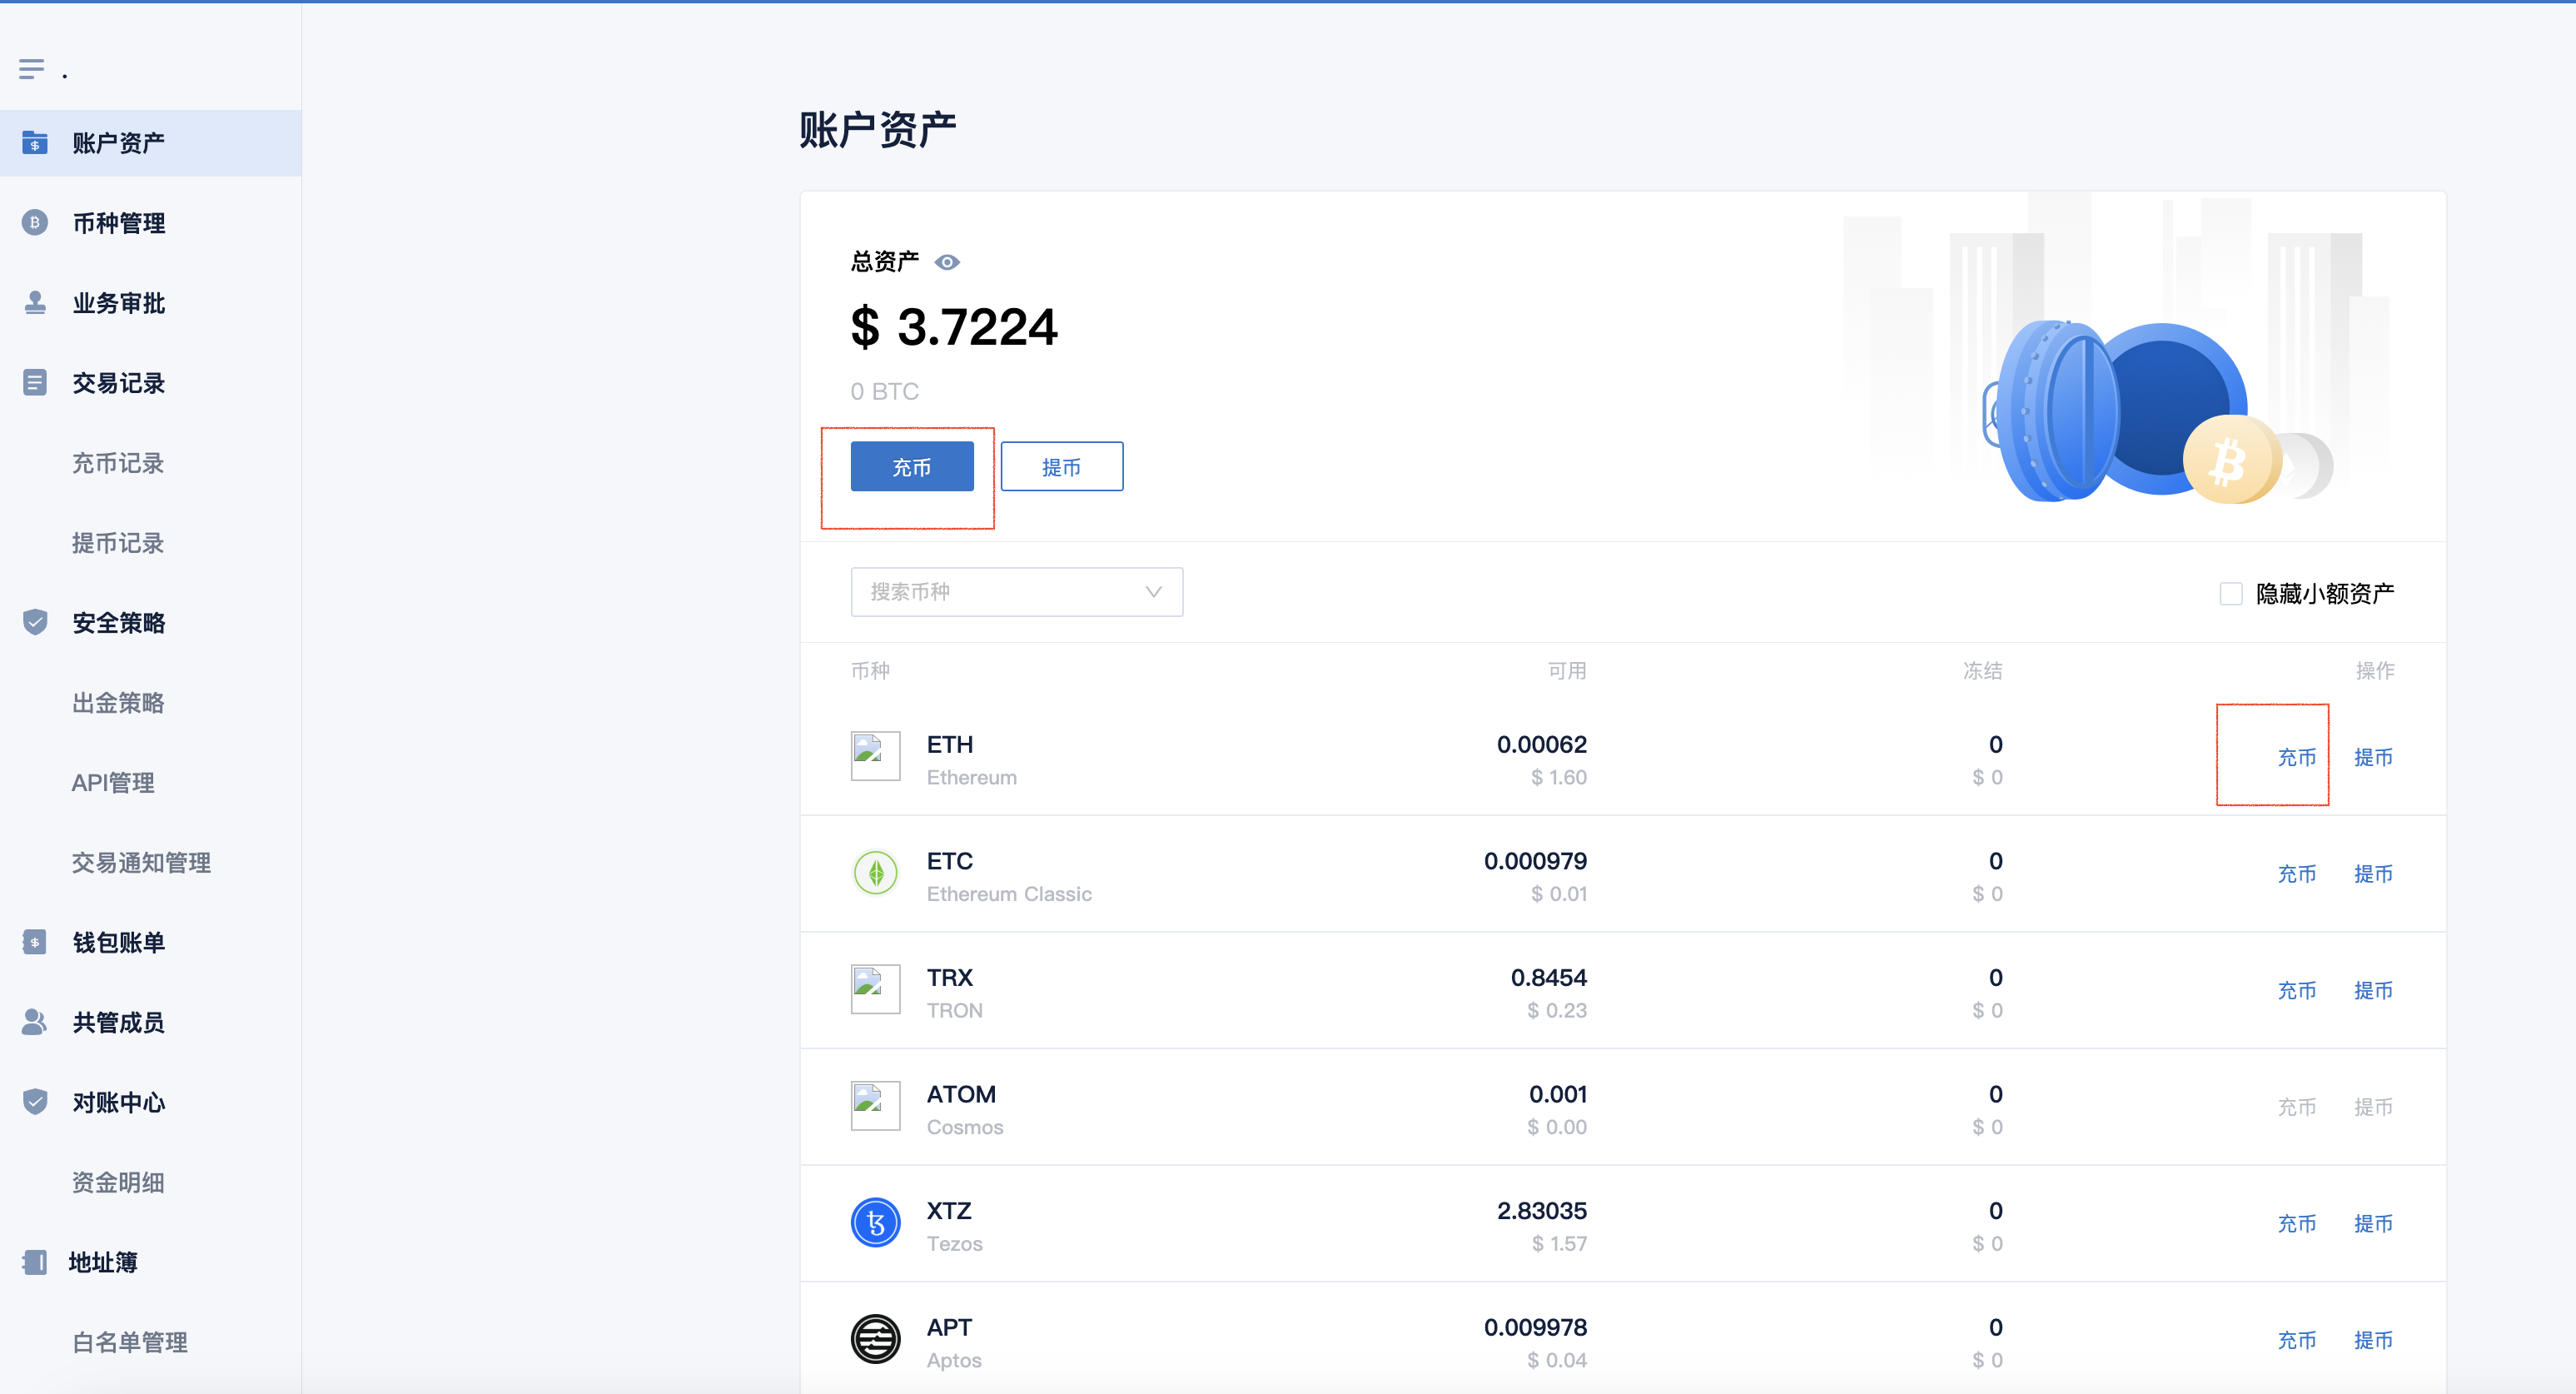 .
账户资产
币种管理
业务审批
交易记录
充币记录
提币记录
安全策略
出金策略
API管理
交易通知管理
钱包账单
共管成员
对账中心
资金明细
地址簿
白名单管理
账户资产
总资产
$ 3.7224
0 BTC
充币 提币
搜索币种
隐藏小额资产
币种 可用 冻结 操作
ETH 0.00062 0 充币 提币
Ethereum $ 1.60 $ 0
ETC 0.000979 0 充币 提币
Ethereum Classic $ 0.01 $ 0
TRX 0.8454 0 充币 提币
TRON $ 0.23 $ 0
ATOM 0.001 0 充币 提币
Cosmos $ 0.00 $ 0
XTZ 2.83035 0 充币 提币
Tezos $ 1.57 $ 0
APT 0.009978 0 充币 提币
Aptos $ 0.04 $ 0